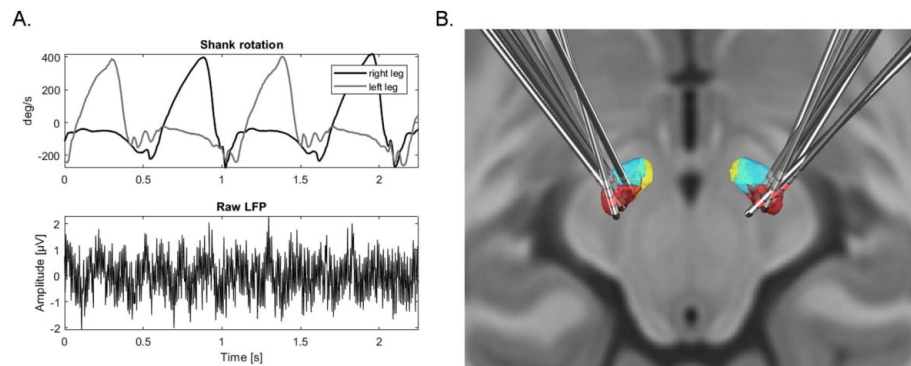 A.
B.
Shank rotation
400
200
0
-200
deg/s
right leg
left leg
0
0.5
1
1.5
2
Raw LFP
2
1
0
-1
-2
Amplitude [µV]
0
0.5
1
1.5
2
Time [s]